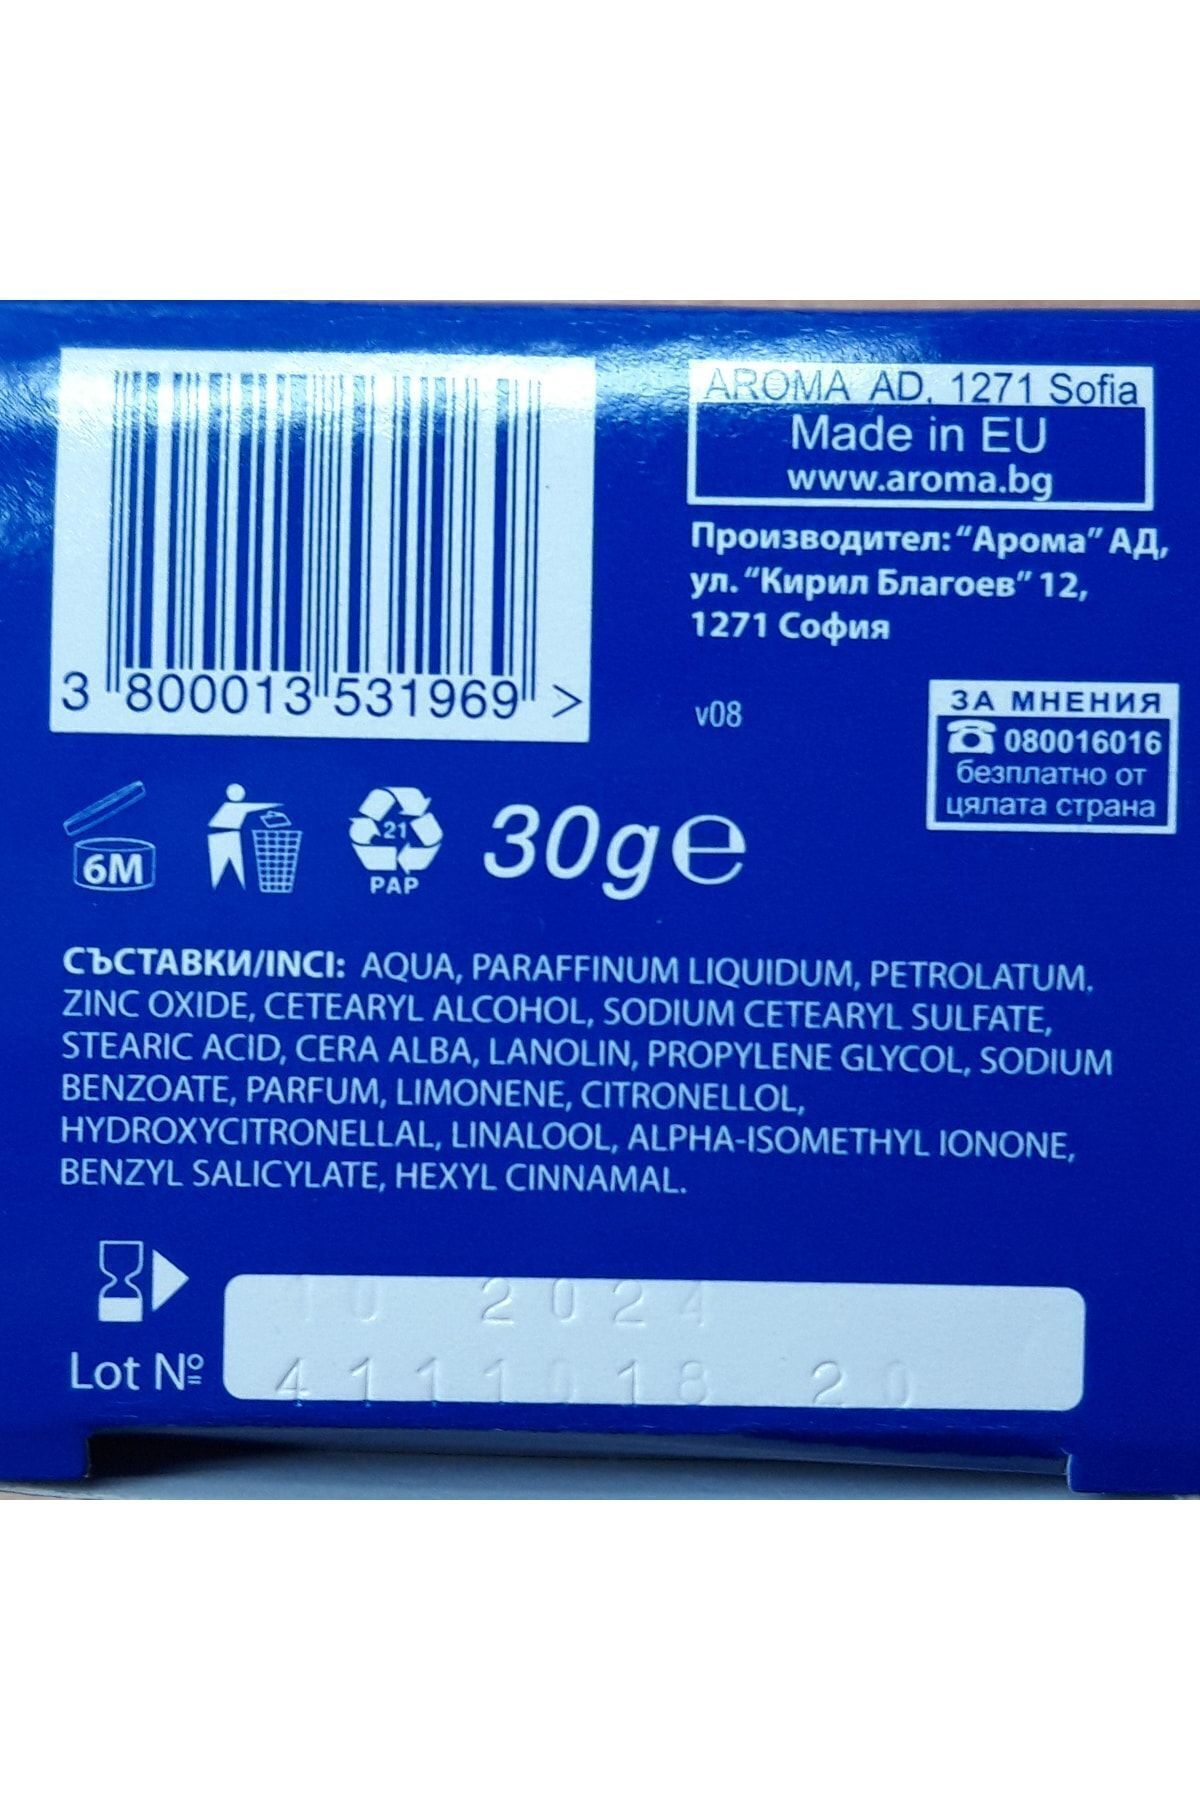 AROMA AD, 1271 Sofia
Made in EU
www.aroma.bg
Производител: “Арома” АД,
ул. “Кирил Благоев” 12,
1271 София
3 800013 531969 >
v08
ЗА МНЕНИЯ
080016016
безплатно от
цялата страна
6M
21
PAP
30g e
СЪСТАВКИ/INCI: AQUA, PARAFFINUM LIQUIDUM, PETROLATUM,
ZINC OXIDE, CETEARYL ALCOHOL, SODIUM CETEARYL SULFATE,
STEARIC ACID, CERA ALBA, LANOLIN, PROPYLENE GLYCOL, SODIUM
BENZOATE, PARFUM, LIMONENE, CITRONELLOL,
HYDROXYCITRONELLAL, LINALOOL, ALPHA-ISOMETHYL IONONE,
BENZYL SALICYLATE, HEXYL CINNAMAL.
10 2024
Lot № 4111018 20